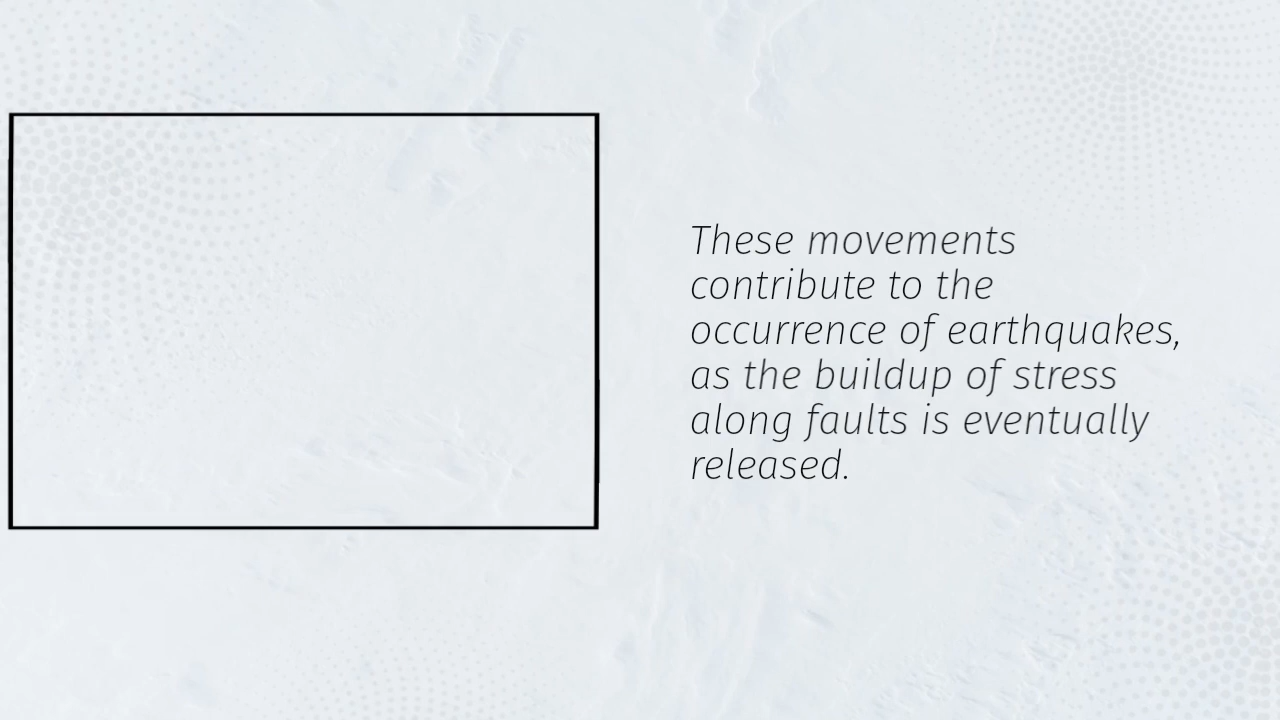 These movements
contribute to the
occurrence of earthquakes,
as the buildup of stress
along faults is eventually
released.